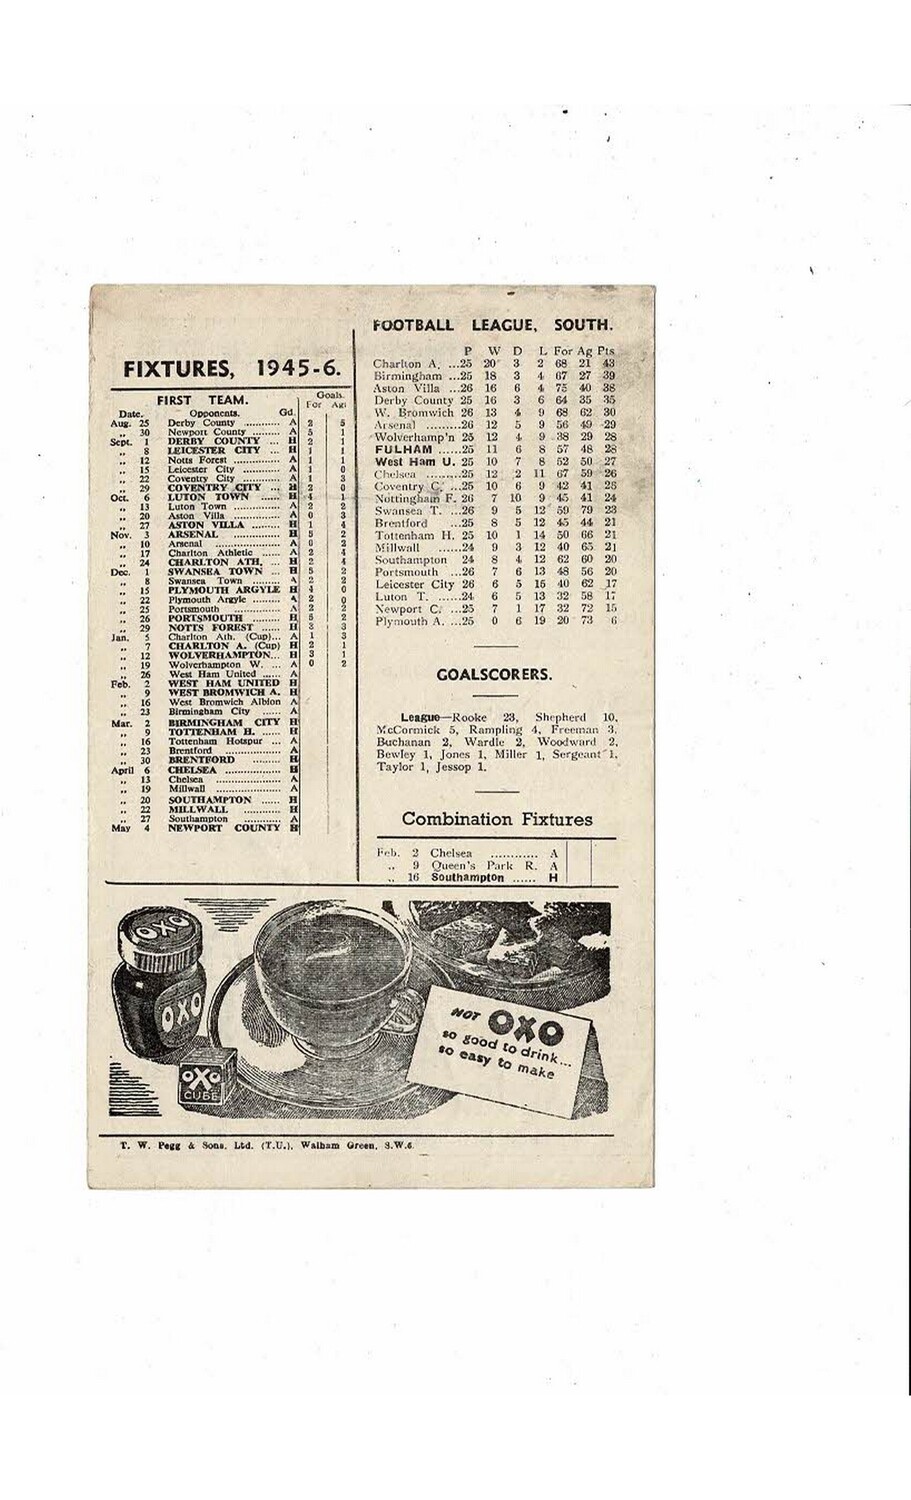 FIXTURES, 1945-6.
FIRST TEAM.
Goals.
Date. Opponents. Gd. For Agt
Aug. 25 Derby County ............ A 2 5
„ 30 Newport County ......... A 5 1
Sept. 1 DERBY COUNTY ... H 2 1
„ 8 LEICESTER CITY ... H 1 1
„ 12 Notts Forest ............ A 1 1
„ 15 Leicester City ............ A 1 0
„ 22 Coventry City ............ A 1 3
„ 29 COVENTRY CITY ... H 2 0
Oct. 6 LUTON TOWN ...... H 4 1
„ 13 Luton Town ............ A 2 2
„ 20 Aston Villa ............... A 0 3
„ 27 ASTON VILLA ......... H 1 4
Nov. 3 ARSENAL ............... H 5 2
„ 10 Arsenal .................. A 0 2
„ 17 Charlton Athletic ...... A 2 4
„ 24 CHARLTON ATH. ... H 2 4
Dec. 1 SWANSEA TOWN ... H 5 2
„ 8 Swansea Town ......... A 2 2
„ 15 PLYMOUTH ARGYLE H 4 0
„ 22 Plymouth Argyle ......... A 2 0
„ 25 Portsmouth ............... A 2 2
„ 26 PORTSMOUTH ......... H 5 2
„ 29 NOTTS FOREST ...... H 3 3
Jan. 5 Charlton Ath. (Cup)... A 1 3
„ 7 CHARLTON A. (Cup) H 2 1
„ 12 WOLVERHAMPTON... H 3 1
„ 19 Wolverhampton W. ... A 0 2
„ 26 West Ham United ...... A
Feb. 2 WEST HAM UNITED H
„ 9 WEST BROMWICH A. H
„ 16 West Bromwich Albion A
„ 23 Birmingham City ...... A
Mar. 2 BIRMINGHAM CITY H
„ 9 TOTTENHAM H. ...... H
„ 16 Tottenham Hotspur ... A
„ 23 Brentford .................. A
„ 30 BRENTFORD ......... H
April 6 CHELSEA .................. H
„ 13 Chelsea ..................... A
„ 19 Millwall ..................... A
„ 20 SOUTHAMPTON ...... H
„ 22 MILLWALL ............ H
„ 27 Southampton ............ A
May 4 NEWPORT COUNTY H
FOOTBALL LEAGUE, SOUTH.
P W D L For Ag Pts
Charlton A. ...25 20 3 2 68 21 43
Birmingham ...25 18 3 4 67 27 39
Aston Villa ...26 16 6 4 75 40 38
Derby County 25 16 3 6 64 35 35
W. Bromwich 26 13 4 9 68 62 30
Arsenal .........26 12 5 9 56 49 29
Wolverhamp'n 25 12 4 9 38 29 28
FULHAM ......25 11 6 8 57 48 28
West Ham U. 25 10 7 8 52 50 27
Chelsea .........25 12 2 11 67 59 26
Coventry C. ...25 10 6 9 42 41 26
Nottingham F. 26 7 10 9 45 41 24
Swansea T. ...26 9 5 12 59 79 23
Brentford ...25 8 5 12 45 44 21
Tottenham H. 25 10 1 14 50 66 21
Millwall ......24 9 3 12 40 65 21
Southampton 24 8 4 12 62 60 20
Portsmouth ...26 7 6 13 48 56 20
Leicester City 26 6 5 15 40 62 17
Luton T. ......24 6 5 13 32 58 17
Newport C. ...25 7 1 17 32 72 15
Plymouth A. ...25 0 6 19 20 73 6
GOALSCORERS.
League—Rooke 23, Shepherd 10,
McCormick 5, Rampling 4, Freeman 3,
Buchanan 2, Wardle 2, Woodward 2,
Bewley 1, Jones 1, Miller 1, Sergeant 1,
Taylor 1, Jessop 1.
Combination Fixtures
Feb. 2 Chelsea ............ A
„ 9 Queen's Park R. A
„ 16 Southampton ...... H
OXO
OXO
OXO
CUBE
HOT OXO
so good to drink...
so easy to make
T. W. Pegg & Sons, Ltd. (T.U.), Walham Green, S.W.6.